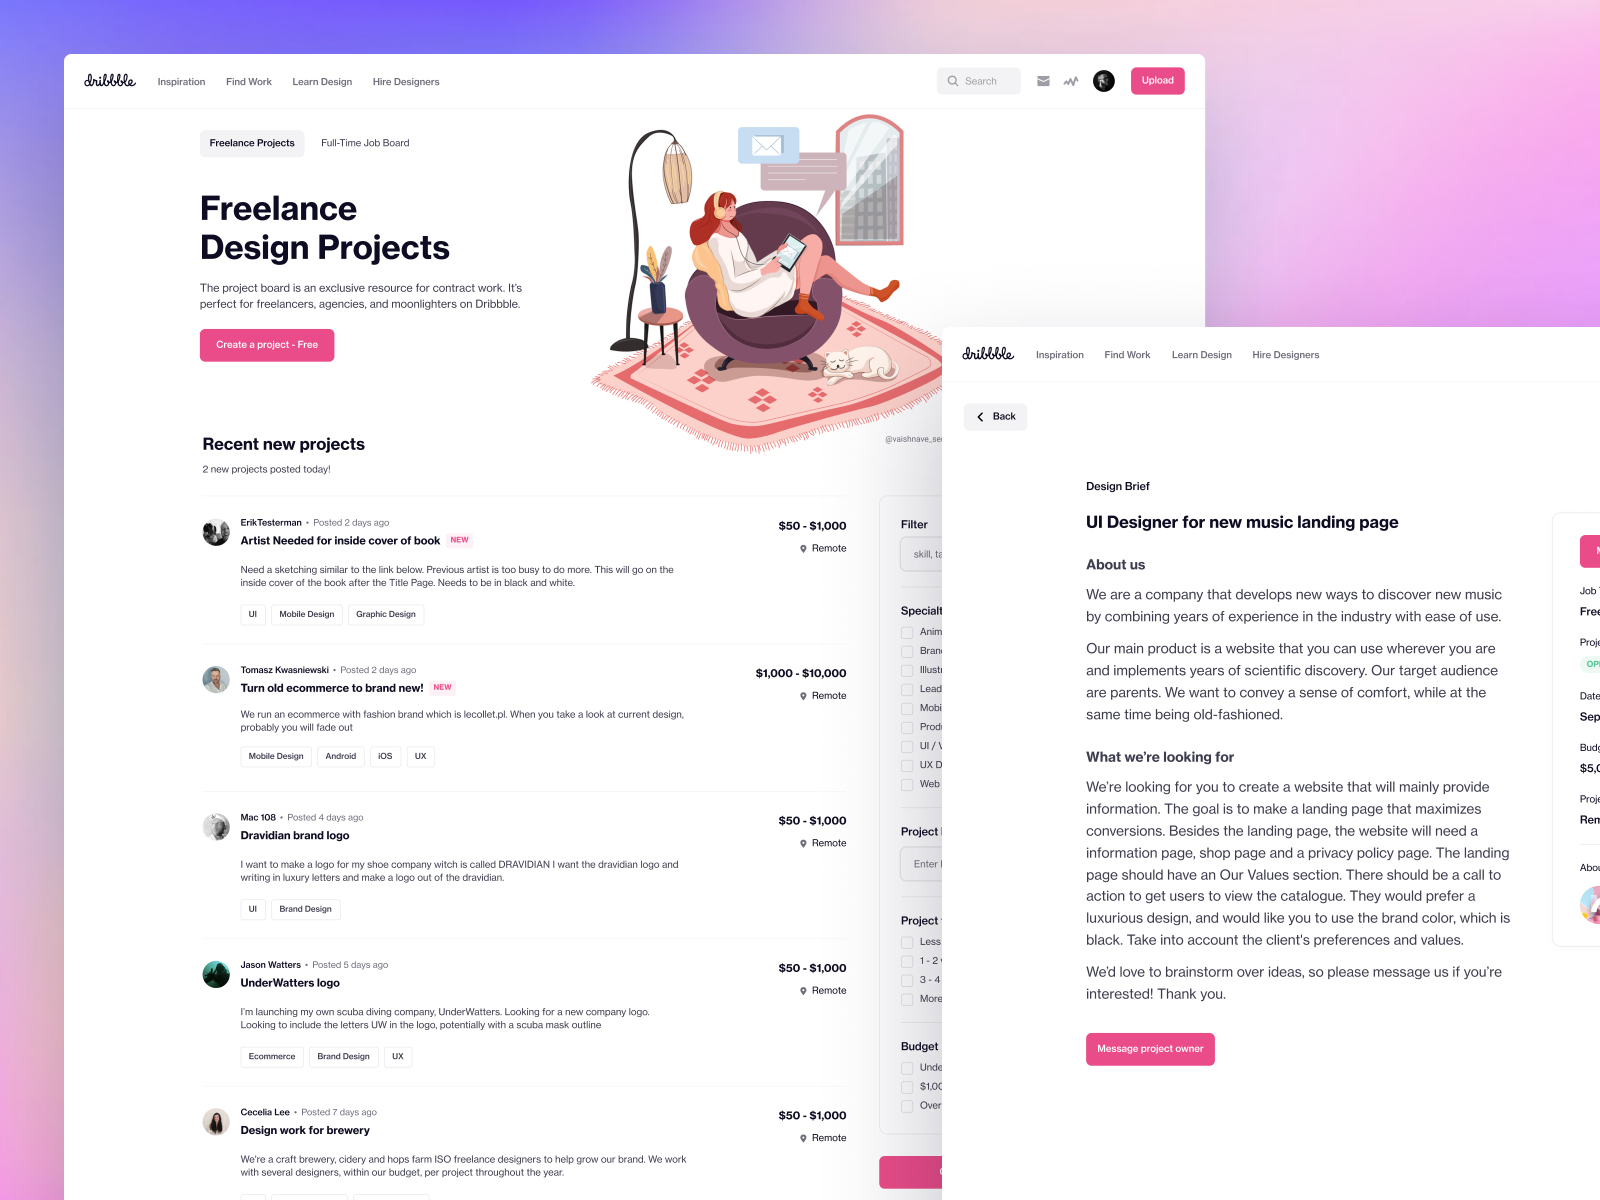 dribbble
Inspiration
Find Work
Learn Design
Hire Designers
Search
Upload
Freelance Projects
Full-Time Job Board
Freelance
Design Projects
The project board is an exclusive resource for contract work. It's
perfect for freelancers, agencies, and moonlighters on Dribbble.
Create a project - Free
Recent new projects
2 new projects posted today!
ErikTesterman • Posted 2 days ago
Artist Needed for inside cover of book NEW
$50 - $1,000
Remote
Need a sketching similar to the link below. Previous artist is too busy to do more. This will go on the
inside cover of the book after the Title Page. Needs to be in black and white.
UI
Mobile Design
Graphic Design
Tomasz Kwasniewski • Posted 2 days ago
Turn old ecommerce to brand new! NEW
$1,000 - $10,000
Remote
We run an ecommerce with fashion brand which is lecollet.pl. When you take a look at current design,
probably you will fade out
Mobile Design
Android
iOS
UX
Mac 108 • Posted 4 days ago
Dravidian brand logo
$50 - $1,000
Remote
I want to make a logo for my shoe company witch is called DRAVIDIAN I want the dravidian logo and
writing in luxury letters and make a logo out of the dravidian.
UI
Brand Design
Jason Watters • Posted 5 days ago
UnderWatters logo
$50 - $1,000
Remote
I'm launching my own scuba diving company, UnderWatters. Looking for a new company logo.
Looking to include the letters UW in the logo, potentially with a scuba mask outline
Ecommerce
Brand Design
UX
Cecelia Lee • Posted 7 days ago
Design work for brewery
$50 - $1,000
Remote
We're a craft brewery, cidery and hops farm ISO freelance designers to help grow our brand. We work
with several designers, within our budget, per project throughout the year.
@vaishnave_se
Filter
skill, ta
Specialt
Anim
Bran
Illust
Lead
Mobi
Produ
UI / V
UX D
Web
Project
Enter
Project
Less
1 - 2
3 - 4
More
Budget
Unde
$1,00
Over
dribbble
Inspiration
Find Work
Learn Design
Hire Designers
Back
Design Brief
UI Designer for new music landing page
About us
We are a company that develops new ways to discover new music
by combining years of experience in the industry with ease of use.
Our main product is a website that you can use wherever you are
and implements years of scientific discovery. Our target audience
are parents. We want to convey a sense of comfort, while at the
same time being old-fashioned.
What we're looking for
We're looking for you to create a website that will mainly provide
information. The goal is to make a landing page that maximizes
conversions. Besides the landing page, the website will need a
information page, shop page and a privacy policy page. The landing
page should have an Our Values section. There should be a call to
action to get users to view the catalogue. They would prefer a
luxurious design, and would like you to use the brand color, which is
black. Take into account the client's preferences and values.
We'd love to brainstorm over ideas, so please message us if you're
interested! Thank you.
Message project owner
Job
Free
Proje
OP
Date
Sep
Budg
$5,0
Proje
Rem
Abou